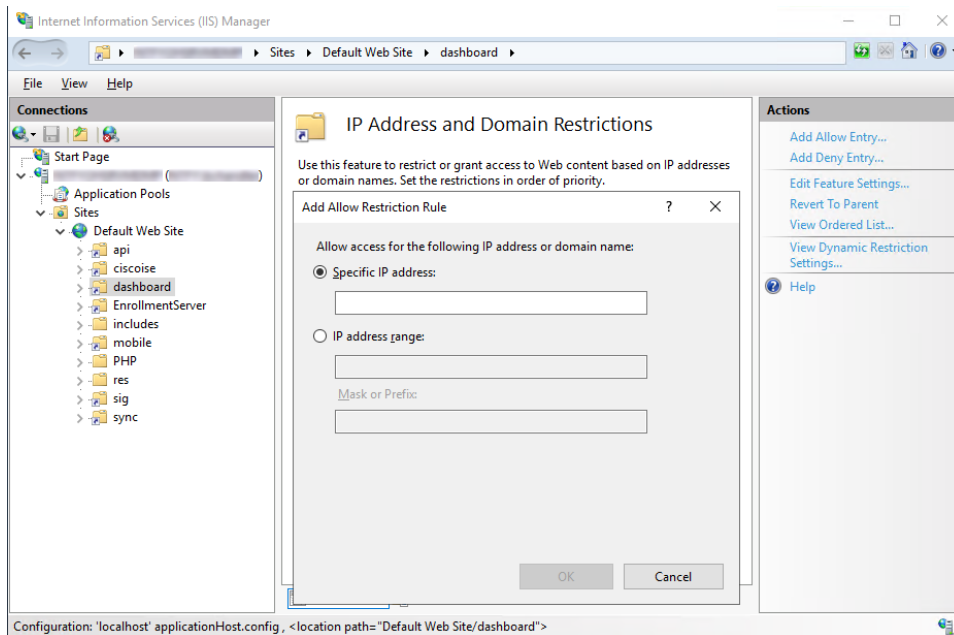 Internet Information Services (IIS) Manager
Sites Default Web Site dashboard
File View Help
Connections
Start Page
( )
Application Pools
Sites
Default Web Site
api
ciscoise
dashboard
EnrollmentServer
includes
mobile
PHP
res
sig
sync
IP Address and Domain Restrictions
Use this feature to restrict or grant access to Web content based on IP addresses
or domain names. Set the restrictions in order of priority.
Add Allow Restriction Rule
?
Allow access for the following IP address or domain name:
Specific IP address:
IP address range:
Mask or Prefix:
OK Cancel
Actions
Add Allow Entry...
Add Deny Entry...
Edit Feature Settings...
Revert To Parent
View Ordered List...
View Dynamic Restriction
Settings...
Help
Configuration: 'localhost' applicationHost.config , <location path="Default Web Site/dashboard">